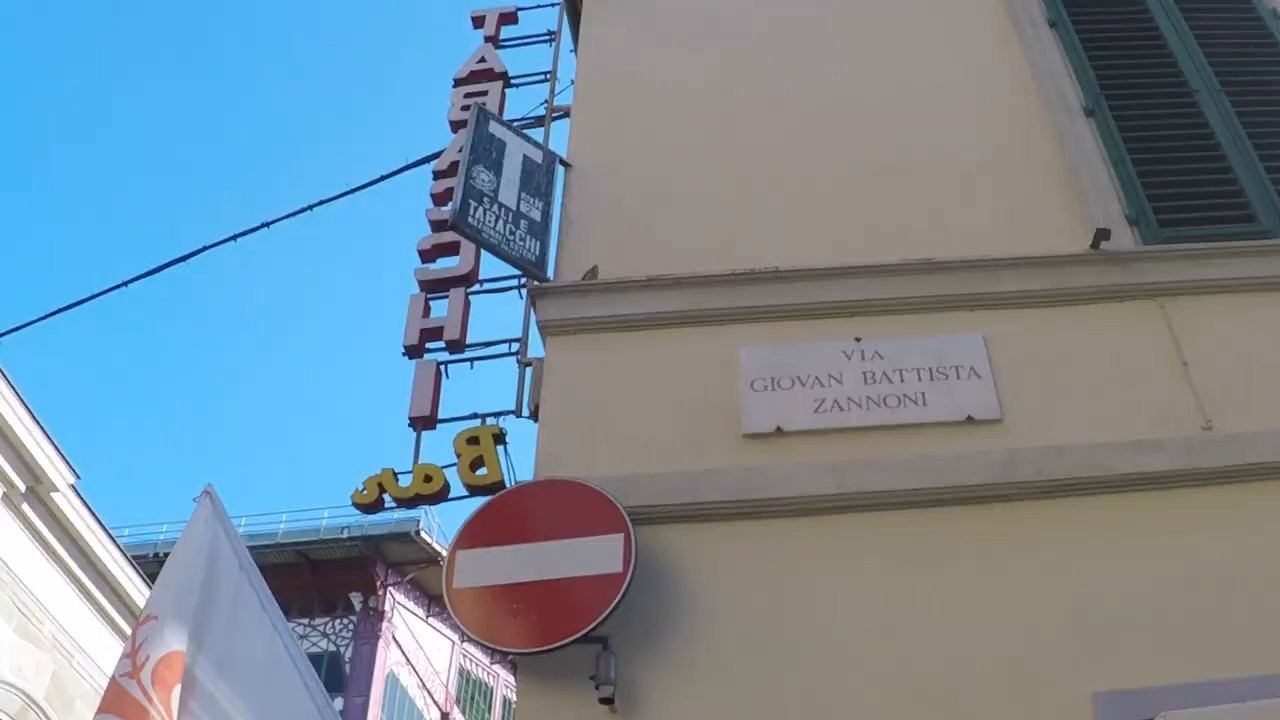 TABACCHI
T
SALI E
TABACCHI
Bar
VIA
GIOVAN BATTISTA
ZANNONI